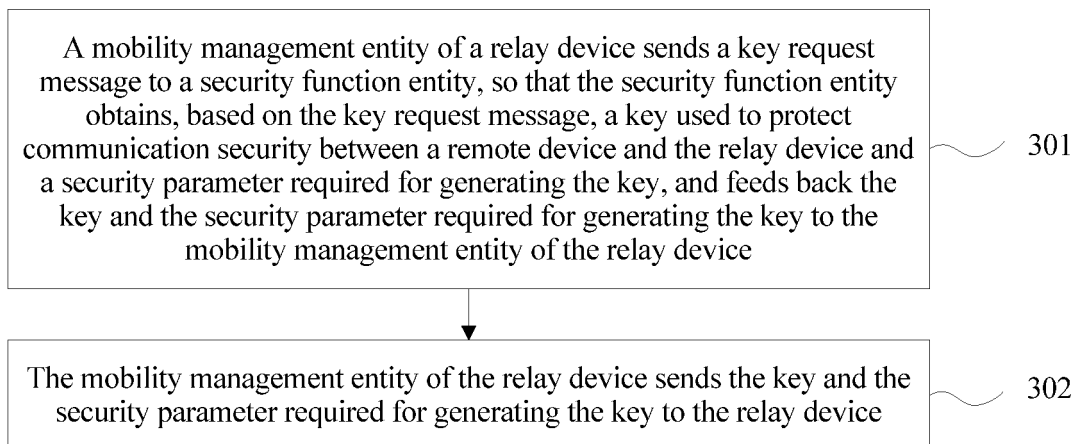 A mobility management entity of a relay device sends a key request
message to a security function entity, so that the security function entity
obtains, based on the key request message, a key used to protect
communication security between a remote device and the relay device and
a security parameter required for generating the key, and feeds back the
key and the security parameter required for generating the key to the
mobility management entity of the relay device
301
The mobility management entity of the relay device sends the key and the
security parameter required for generating the key to the relay device
302